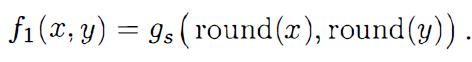 f₁(x, y) = gₛ( round(x), round(y)) .